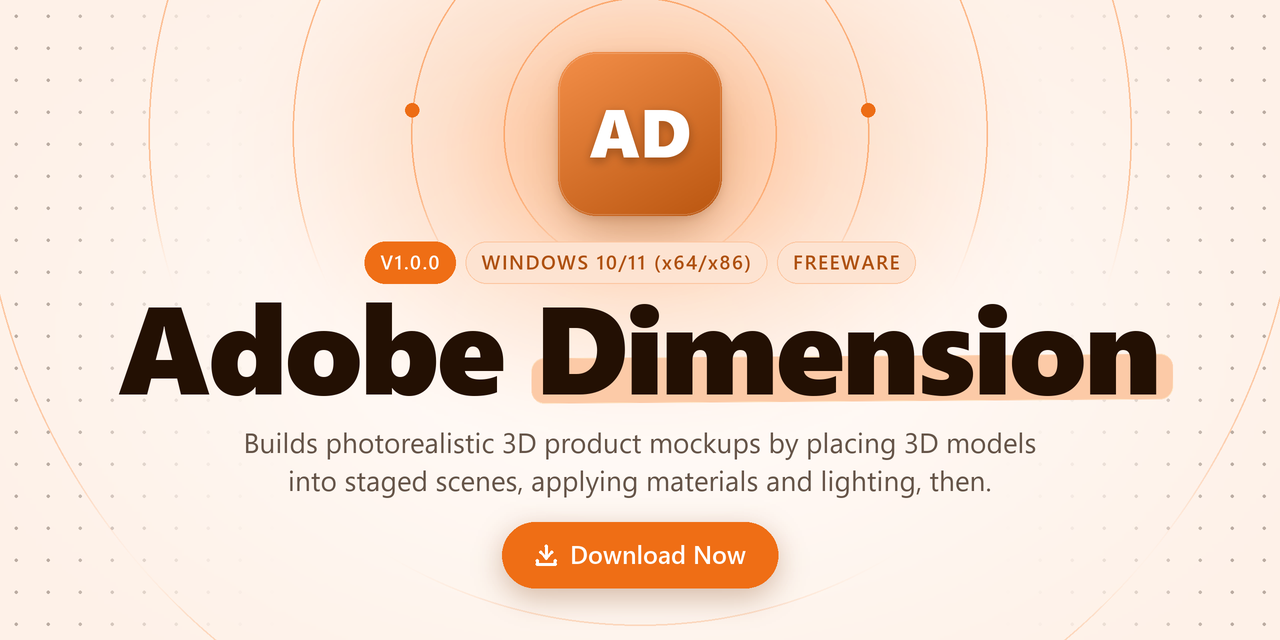 AD
V1.0.0
WINDOWS 10/11 (x64/x86)
FREEWARE
Adobe Dimension
Builds photorealistic 3D product mockups by placing 3D models
into staged scenes, applying materials and lighting, then.
Download Now